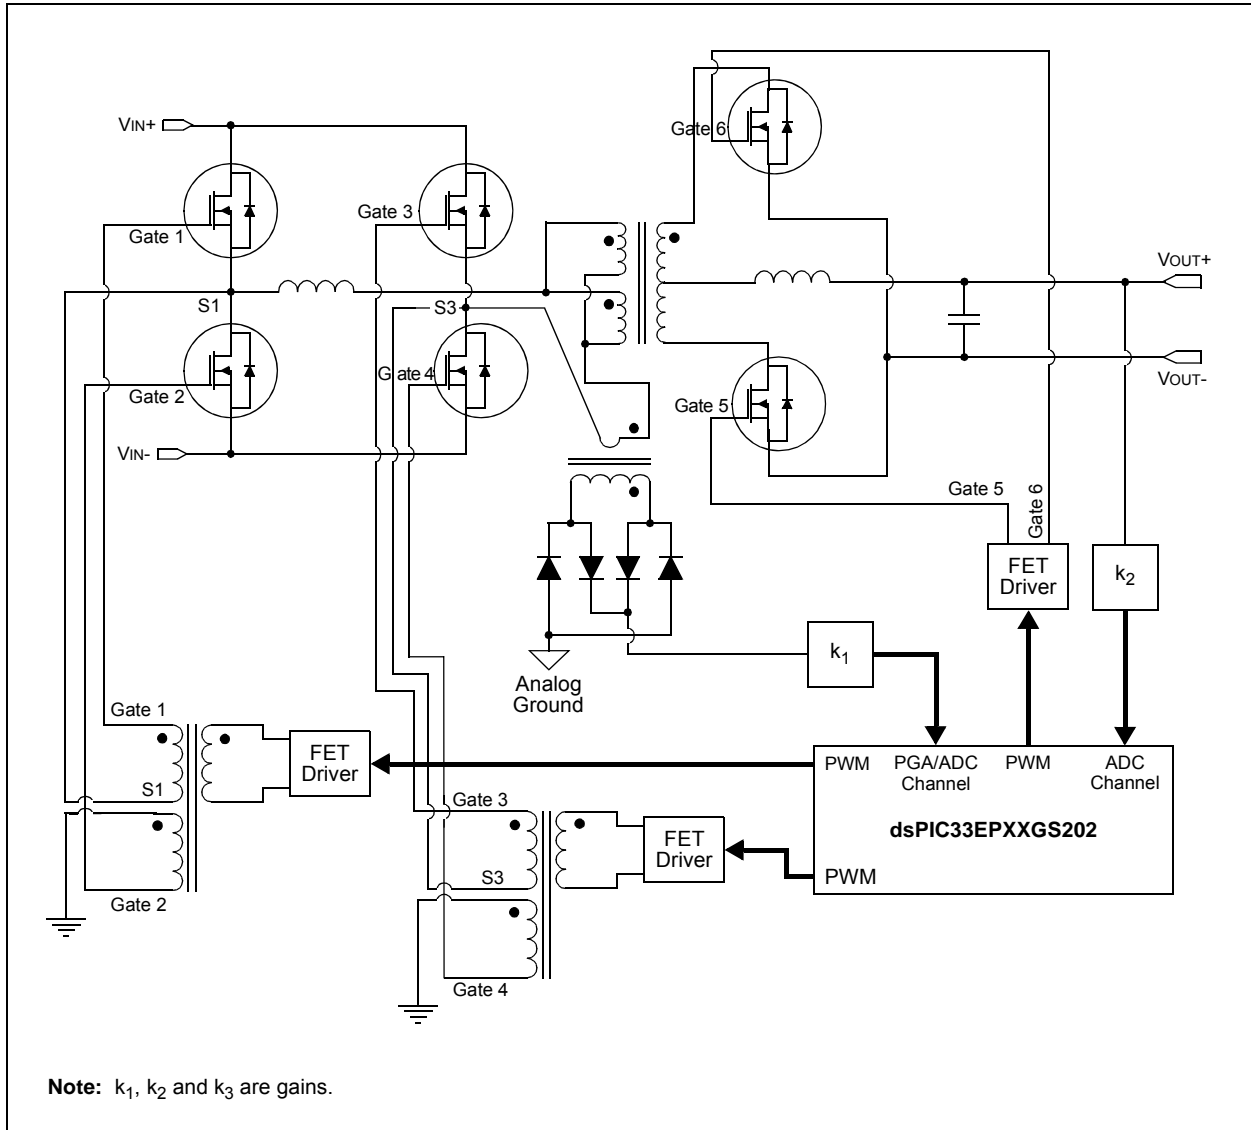 Gate 6
VIN+
Gate 3
Gate 1
VOUT+
S1
S3
Gate 4
VOUT-
Gate 2
Gate 5
VIN-
Gate 5
Gate 6
FET
Driver
k2
k1
Analog
Ground
Gate 1
FET
Driver
PWM
PGA/ADC
Channel
PWM
ADC
Channel
S1
Gate 3
dsPIC33EPXXGS202
FET
Driver
S3
PWM
Gate 2
Gate 4
Note: k1, k2 and k3 are gains.